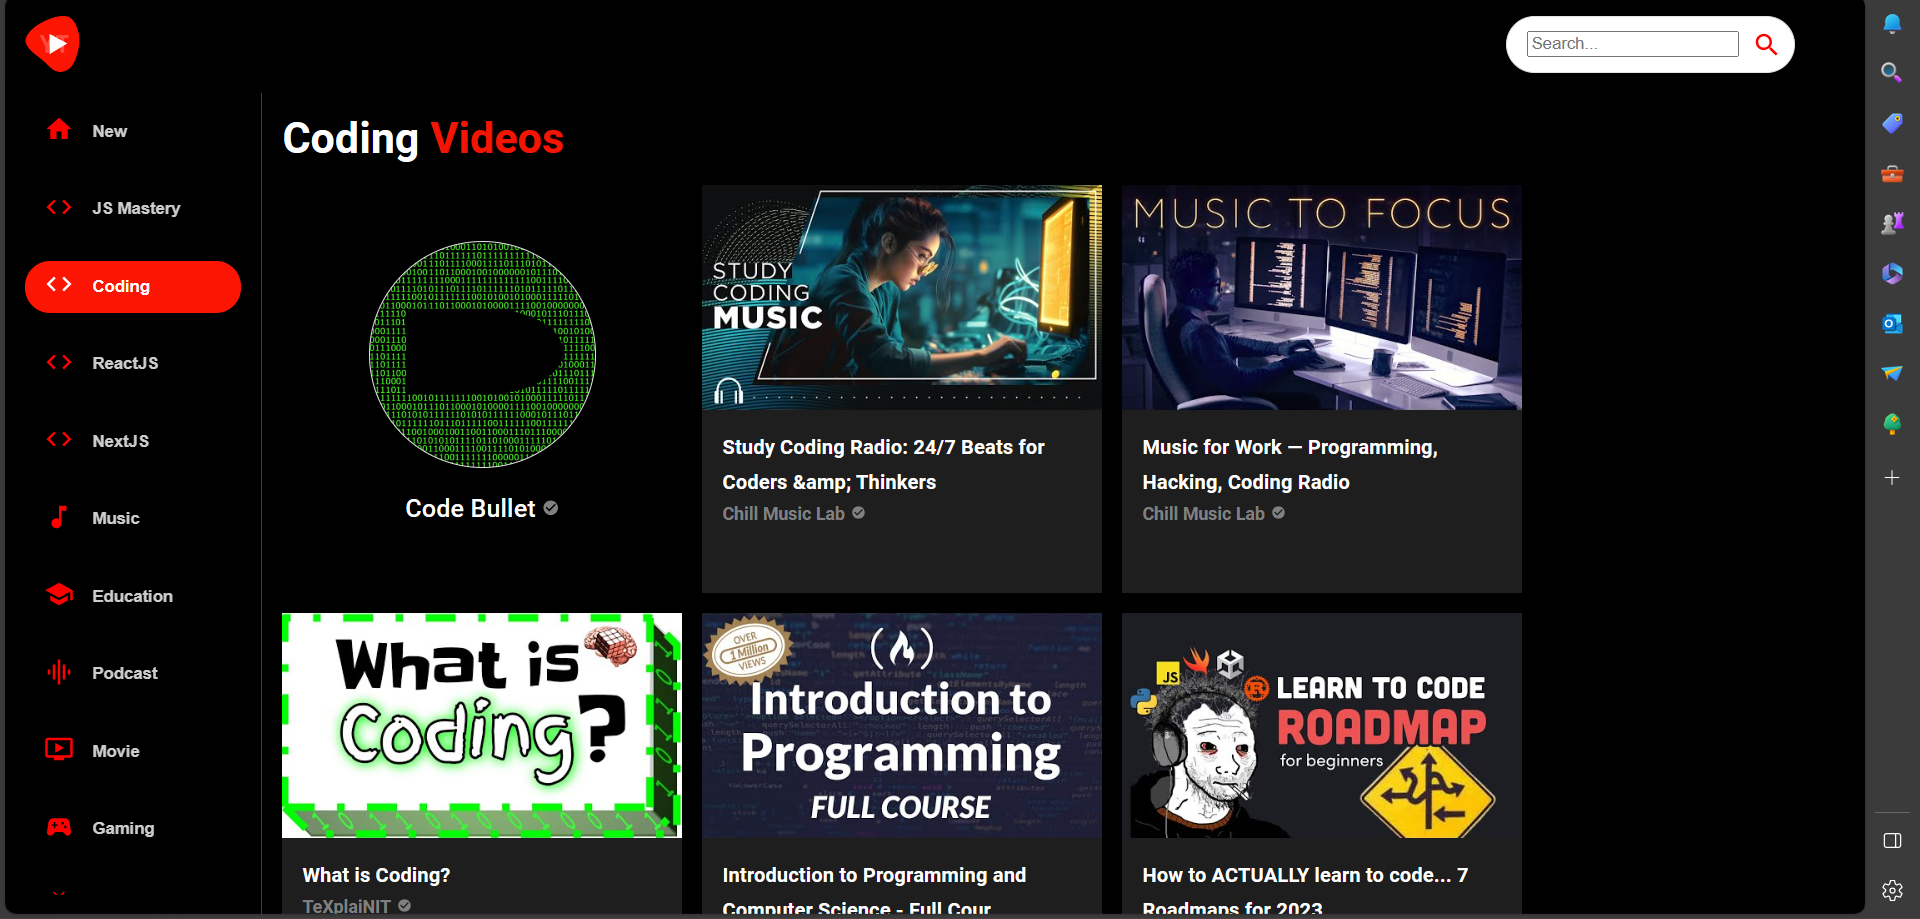 YT
Search...
New
JS Mastery
Coding
ReactJS
NextJS
Music
Education
Podcast
Movie
Gaming
Coding Videos
Code Bullet
STUDY
CODING
MUSIC
Study Coding Radio: 24/7 Beats for
Coders &amp; Thinkers
Chill Music Lab
MUSIC TO FOCUS
Music for Work — Programming,
Hacking, Coding Radio
Chill Music Lab
What is
Coding?
What is Coding?
TeXplaiNIT
OVER
1 Million
VIEWS
Introduction to
Programming
FULL COURSE
Introduction to Programming and
Computer Science - Full Cour
JS
LEARN TO CODE
ROADMAP
for beginners
How to ACTUALLY learn to code... 7
Roadmaps for 2023